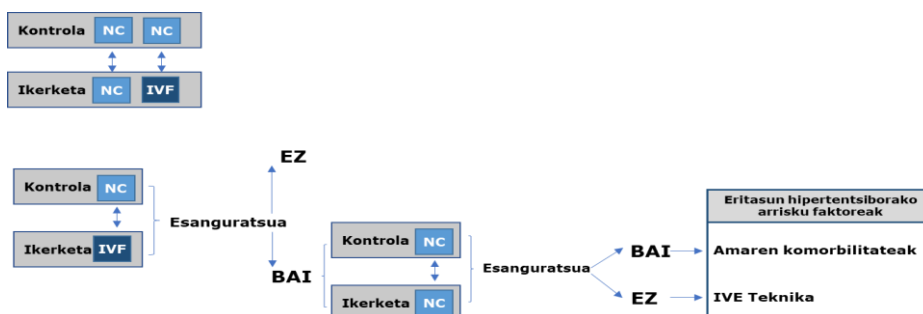 Kontrola NC NC
Ikerketa NC IVF
EZ
Kontrola NC
Esanguratsua
Ikerketa IVF
BAI
Kontrola NC
Esanguratsua
Ikerketa NC
BAI
EZ
Eritasun hipertentsiborako
arrisku faktoreak
Amaren komorbilitateak
IVE Teknika